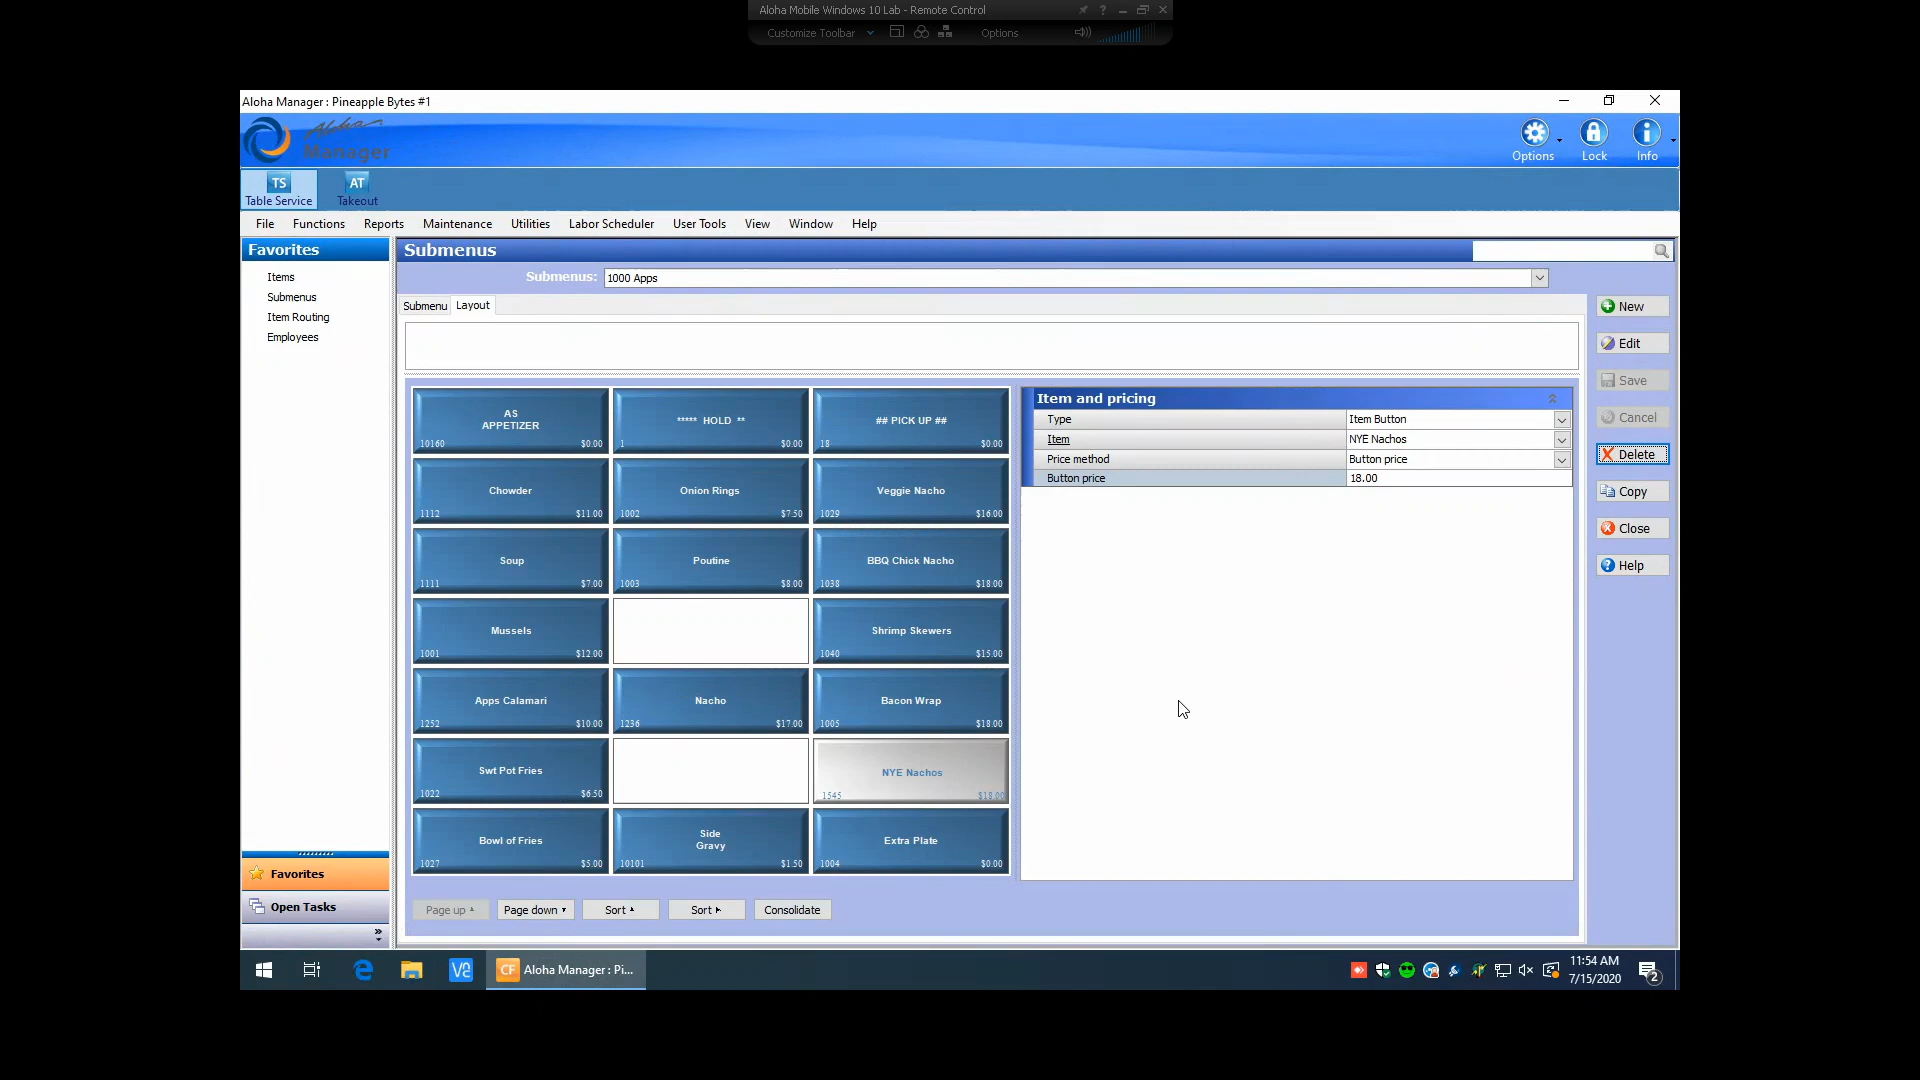 Aloha Mobile Windows 10 Lab - Remote Control
Customize Toolbar
Options
Aloha Manager : Pineapple Bytes #1
Aloha
Manager
Options
Lock
Info
TS
Table Service
AT
Takeout
File Functions Reports Maintenance Utilities Labor Scheduler User Tools View Window Help
Favorites
Items
Submenus
Item Routing
Employees
Favorites
Open Tasks
Submenus
Submenus: 1000 Apps
Submenu Layout
AS
APPETIZER
10160 $0.00
***** HOLD **
1 $0.00
## PICK UP ##
18 $0.00
Chowder
1112 $11.00
Onion Rings
1002 $7.50
Veggie Nacho
1029 $16.00
Soup
1111 $7.00
Poutine
1003 $8.00
BBQ Chick Nacho
1038 $18.00
Mussels
1001 $12.00
Shrimp Skewers
1040 $15.00
Apps Calamari
1252 $10.00
Nacho
1236 $17.00
Bacon Wrap
1005 $18.00
Swt Pot Fries
1022 $6.50
NYE Nachos
1545 $18.00
Bowl of Fries
1027 $5.00
Side
Gravy
10101 $1.50
Extra Plate
1004 $0.00
Page up
Page down
Sort
Sort
Consolidate
Item and pricing
Type Item Button
Item NYE Nachos
Price method Button price
Button price 18.00
New
Edit
Save
Cancel
Delete
Copy
Close
Help
CF Aloha Manager : Pi...
11:54 AM
7/15/2020
2